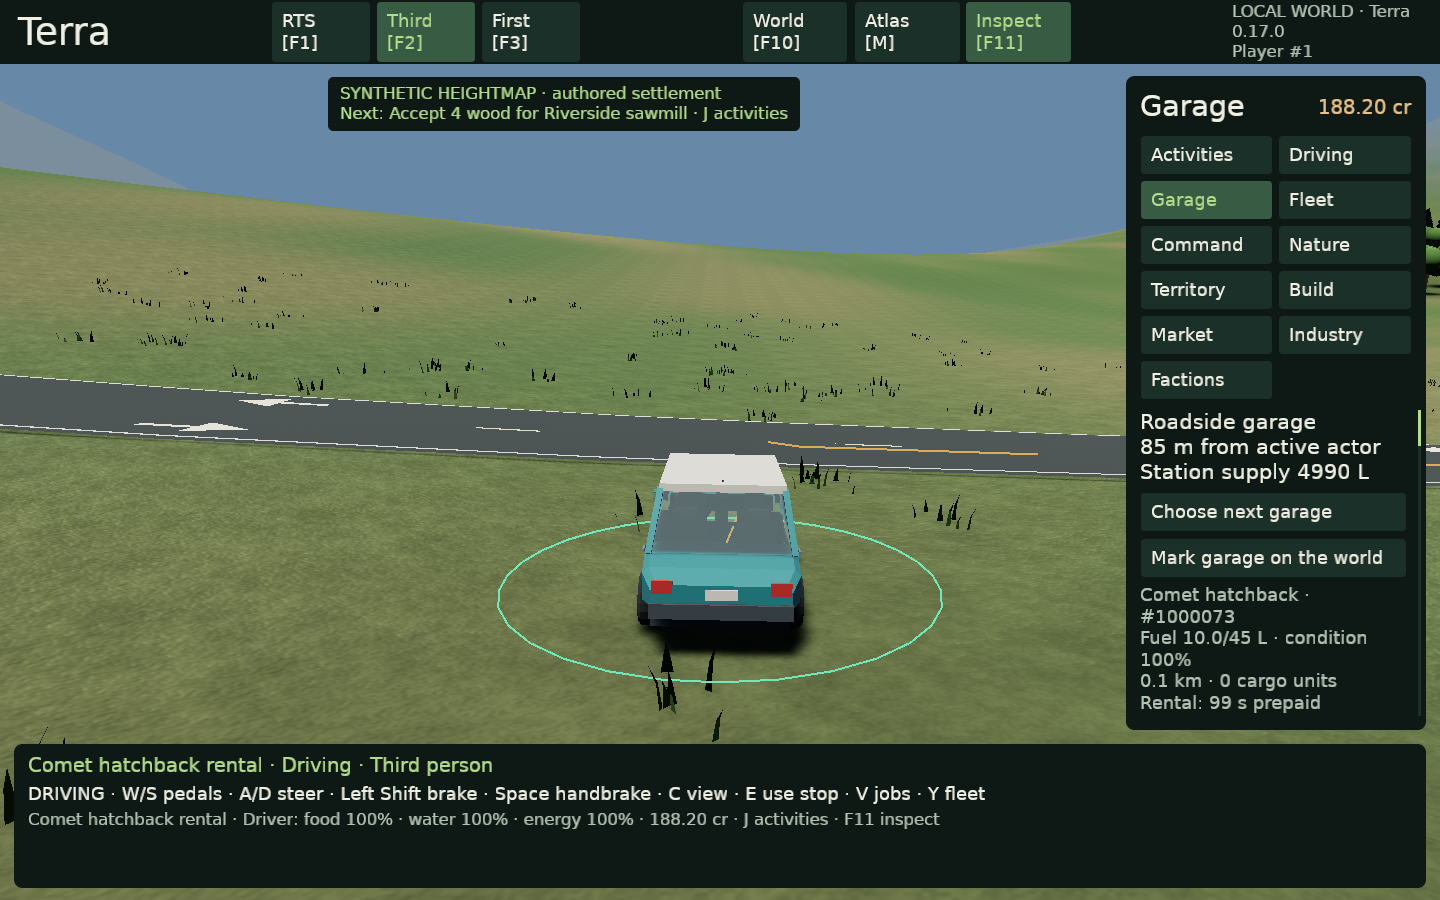 Terra
RTS
[F1]
Third
[F2]
First
[F3]
World
[F10]
Atlas
[M]
Inspect
[F11]
LOCAL WORLD · Terra
0.17.0
Player #1
SYNTHETIC HEIGHTMAP · authored settlement
Next: Accept 4 wood for Riverside sawmill · J activities
Garage
188.20 cr
Activities
Driving
Garage
Fleet
Command
Nature
Territory
Build
Market
Industry
Factions
Roadside garage
85 m from active actor
Station supply 4990 L
Choose next garage
Mark garage on the world
Comet hatchback ·
#1000073
Fuel 10.0/45 L · condition
100%
0.1 km · 0 cargo units
Rental: 99 s prepaid
Comet hatchback rental · Driving · Third person
DRIVING · W/S pedals · A/D steer · Left Shift brake · Space handbrake · C view · E use stop · V jobs · Y fleet
Comet hatchback rental · Driver: food 100% · water 100% · energy 100% · 188.20 cr · J activities · F11 inspect